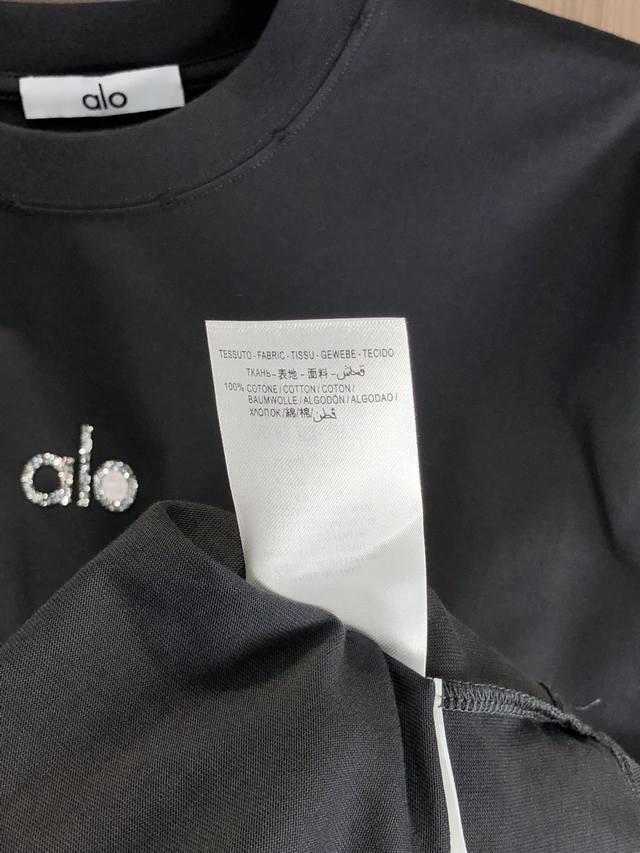 alo
TESSUTO - FABRIC - TISSU - GEWEBE - TECIDO
ТКАНЬ - 表地 - 面料 - قماش
100% COTONE / COTTON / COTON /
BAUMWOLLE / ALGODÓN / ALGODAO /
ХЛОПОК /綿/棉/ قطن
alo